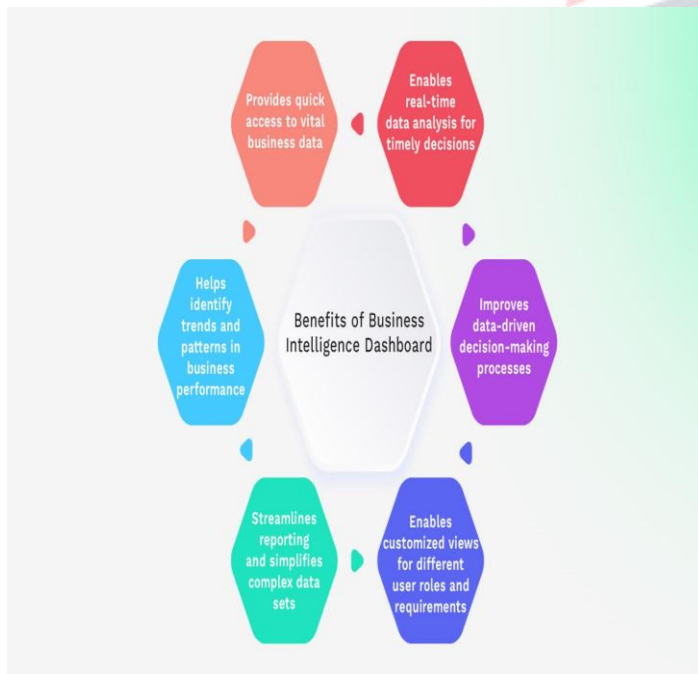 Provides quick
access to vital
business data
Enables
real-time
data analysis for
timely decisions
Helps
identify
trends and
patterns in
business
performance
Benefits of Business
Intelligence Dashboard
Improves
data-driven
decision-making
processes
Streamlines
reporting
and simplifies
complex data
sets
Enables
customized views
for different
user roles and
requirements